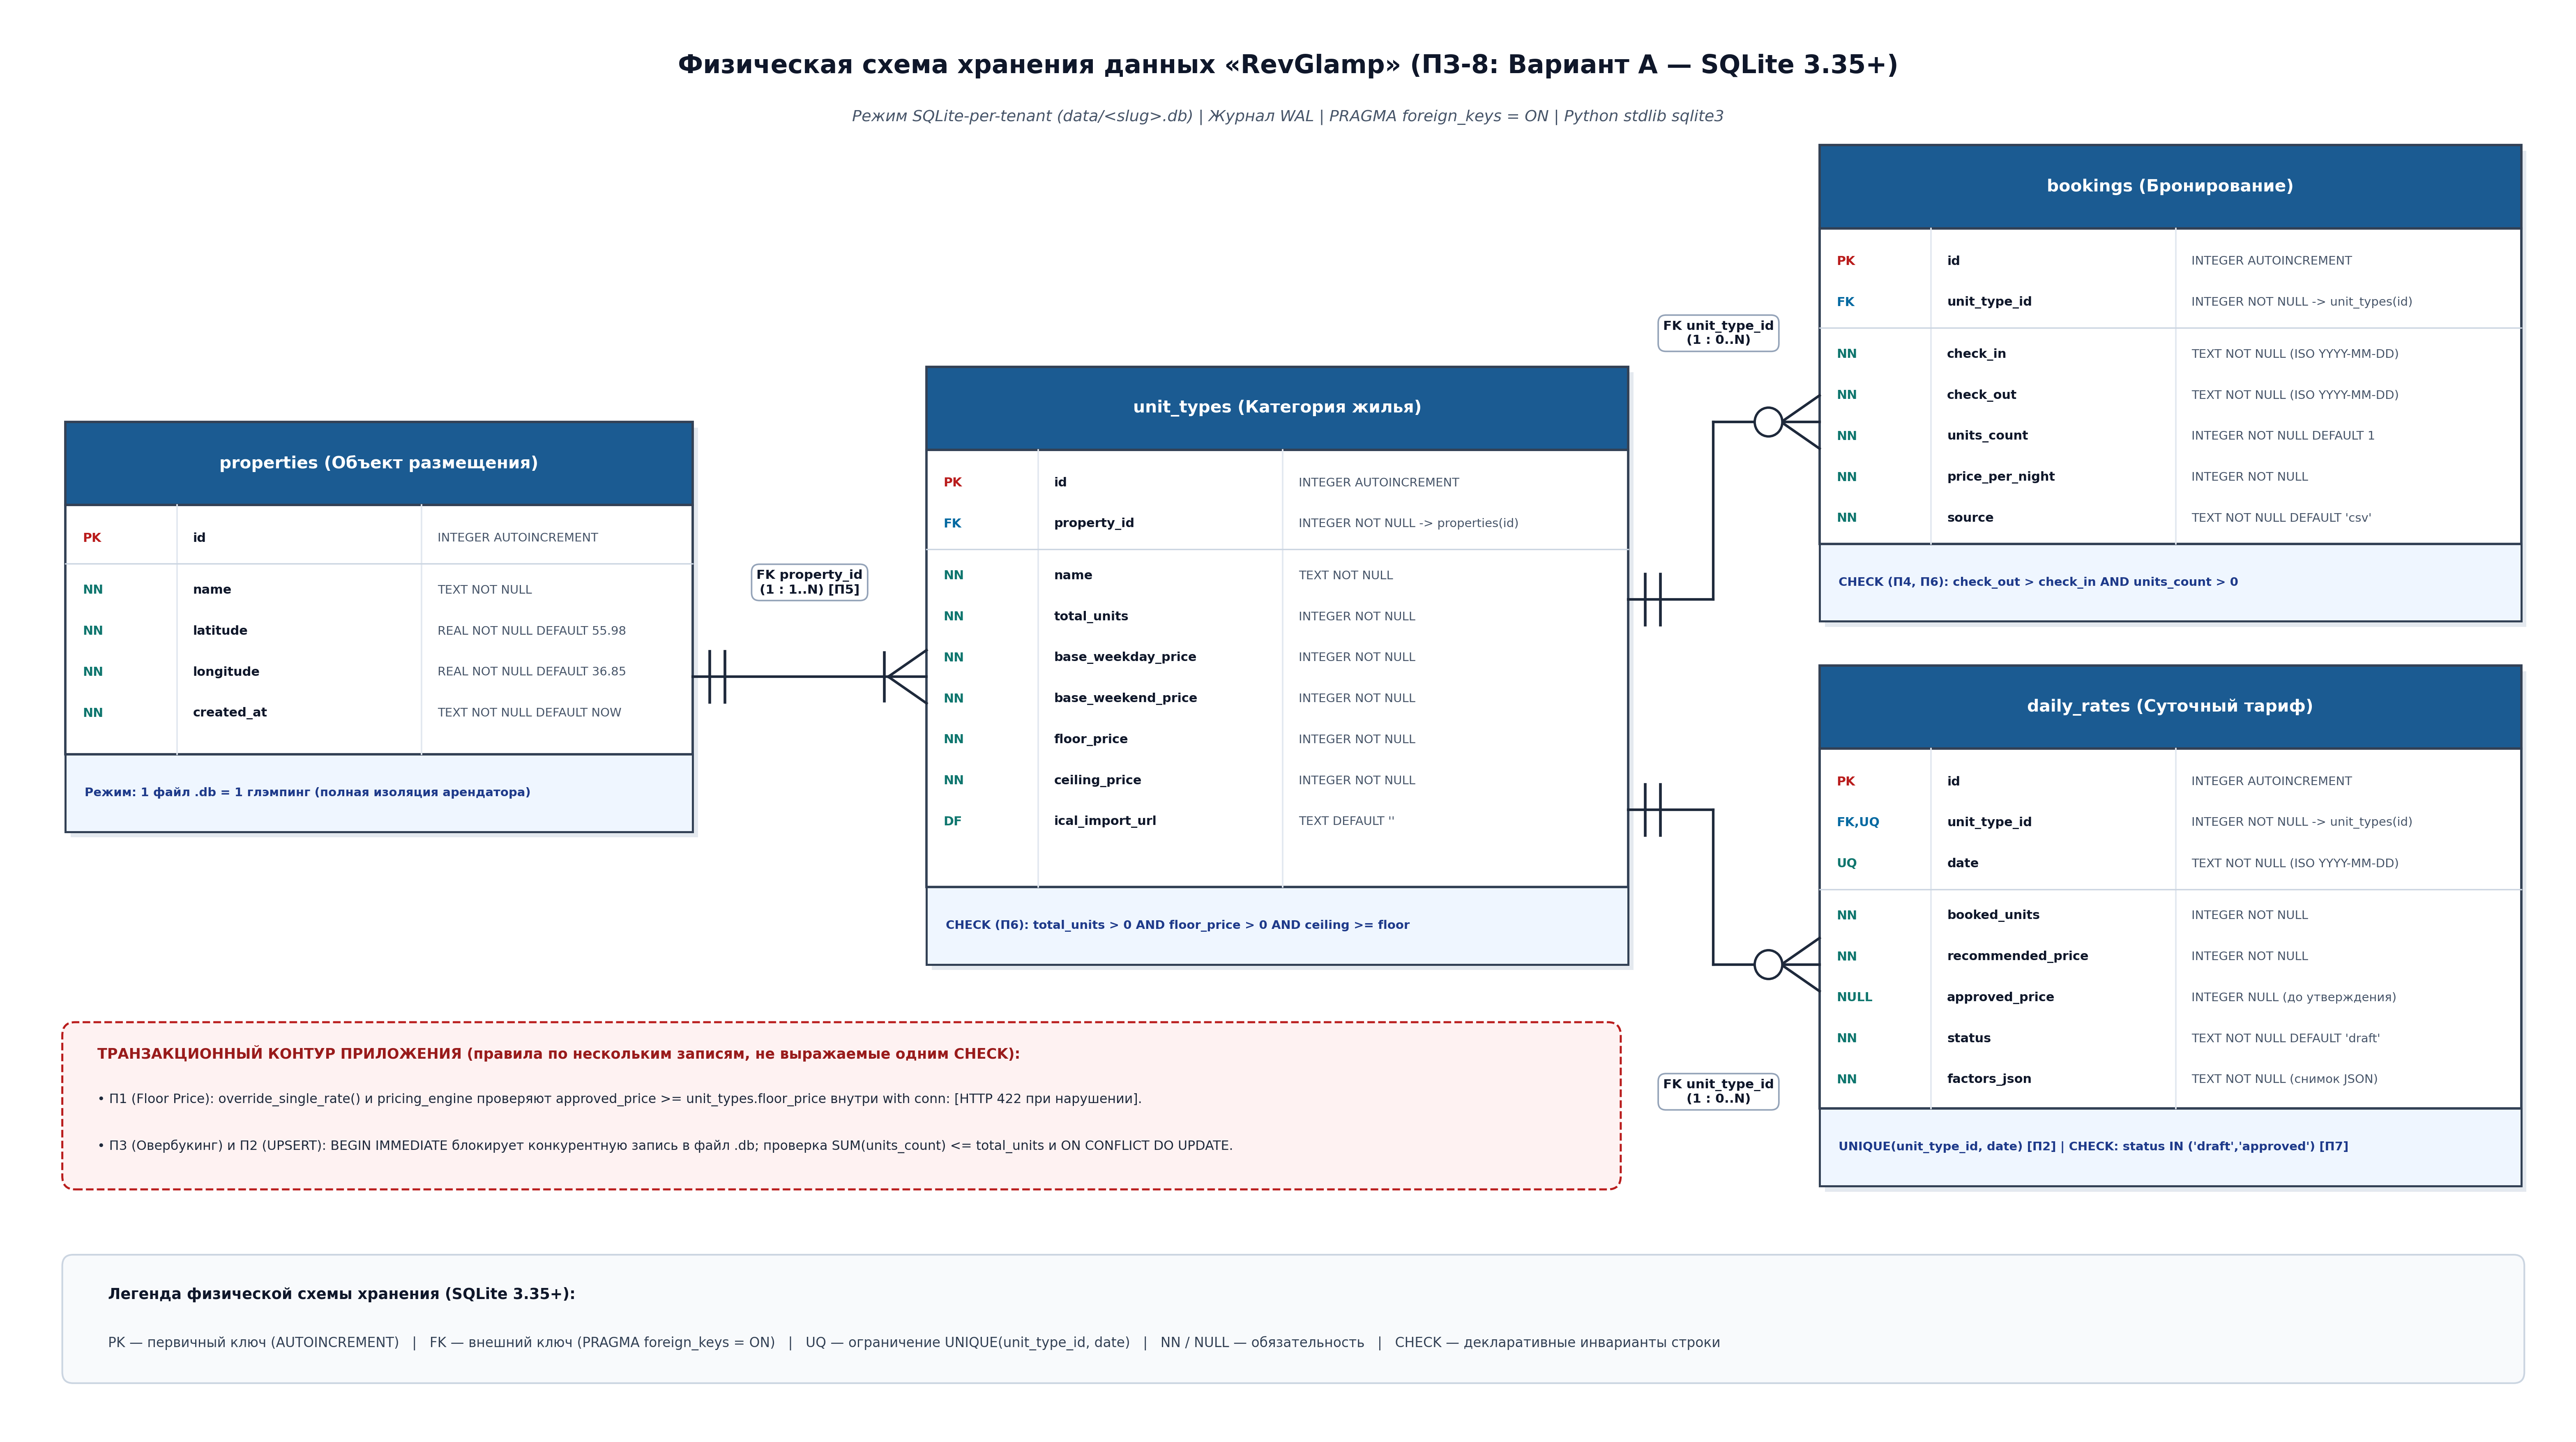 Физическая схема хранения данных «RevGlamp» (ПЗ-8: Вариант А — SQLite 3.35+)
Режим SQLite-per-tenant (data/<slug>.db) | Журнал WAL | PRAGMA foreign_keys = ON | Python stdlib sqlite3
properties (Объект размещения)
PK id INTEGER AUTOINCREMENT
NN name TEXT NOT NULL
NN latitude REAL NOT NULL DEFAULT 55.98
NN longitude REAL NOT NULL DEFAULT 36.85
NN created_at TEXT NOT NULL DEFAULT NOW
Режим: 1 файл .db = 1 глэмпинг (полная изоляция арендатора)
FK property_id
(1 : 1..N) [П5]
unit_types (Категория жилья)
PK id INTEGER AUTOINCREMENT
FK property_id INTEGER NOT NULL -> properties(id)
NN name TEXT NOT NULL
NN total_units INTEGER NOT NULL
NN base_weekday_price INTEGER NOT NULL
NN base_weekend_price INTEGER NOT NULL
NN floor_price INTEGER NOT NULL
NN ceiling_price INTEGER NOT NULL
DF ical_import_url TEXT DEFAULT ''
CHECK (П6): total_units > 0 AND floor_price > 0 AND ceiling >= floor
FK unit_type_id
(1 : 0..N)
bookings (Бронирование)
PK id INTEGER AUTOINCREMENT
FK unit_type_id INTEGER NOT NULL -> unit_types(id)
NN check_in TEXT NOT NULL (ISO YYYY-MM-DD)
NN check_out TEXT NOT NULL (ISO YYYY-MM-DD)
NN units_count INTEGER NOT NULL DEFAULT 1
NN price_per_night INTEGER NOT NULL
NN source TEXT NOT NULL DEFAULT 'csv'
CHECK (П4, П6): check_out > check_in AND units_count > 0
daily_rates (Суточный тариф)
PK id INTEGER AUTOINCREMENT
FK,UQ unit_type_id INTEGER NOT NULL -> unit_types(id)
UQ date TEXT NOT NULL (ISO YYYY-MM-DD)
NN booked_units INTEGER NOT NULL
NN recommended_price INTEGER NOT NULL
NULL approved_price INTEGER NULL (до утверждения)
NN status TEXT NOT NULL DEFAULT 'draft'
NN factors_json TEXT NOT NULL (снимок JSON)
UNIQUE(unit_type_id, date) [П2] | CHECK: status IN ('draft','approved') [П7]
FK unit_type_id
(1 : 0..N)
ТРАНЗАКЦИОННЫЙ КОНТУР ПРИЛОЖЕНИЯ (правила по нескольким записям, не выражаемые одним CHECK):
• П1 (Floor Price): override_single_rate() и pricing_engine проверяют approved_price >= unit_types.floor_price внутри with conn: [HTTP 422 при нарушении].
• П3 (Овербукинг) и П2 (UPSERT): BEGIN IMMEDIATE блокирует конкурентную запись в файл .db; проверка SUM(units_count) <= total_units и ON CONFLICT DO UPDATE.
Легенда физической схемы хранения (SQLite 3.35+):
PK — первичный ключ (AUTOINCREMENT) | FK — внешний ключ (PRAGMA foreign_keys = ON) | UQ — ограничение UNIQUE(unit_type_id, date) | NN / NULL — обязательность | CHECK — декларативные инварианты строки